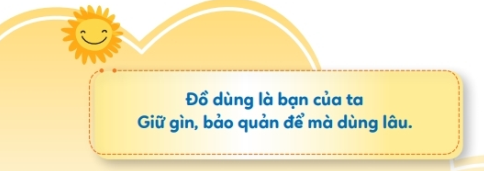 Đồ dùng là bạn của ta
Giữ gìn, bảo quản để mà dùng lâu.